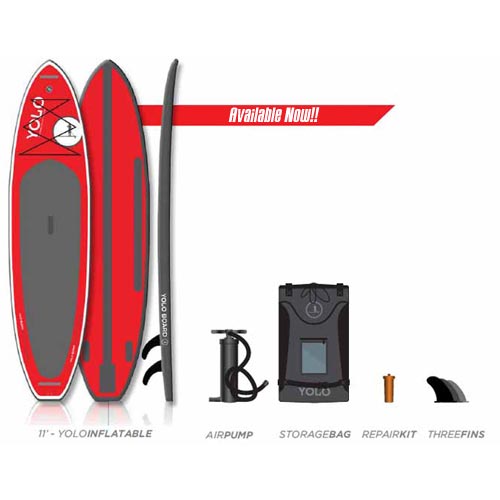 YOLO
Available Now!!
YOLO BOARD
YOLO
11' - YOLOINFLATABLE
AIRPUMP
STORAGEBAG
REPAIRKIT
THREEFINS